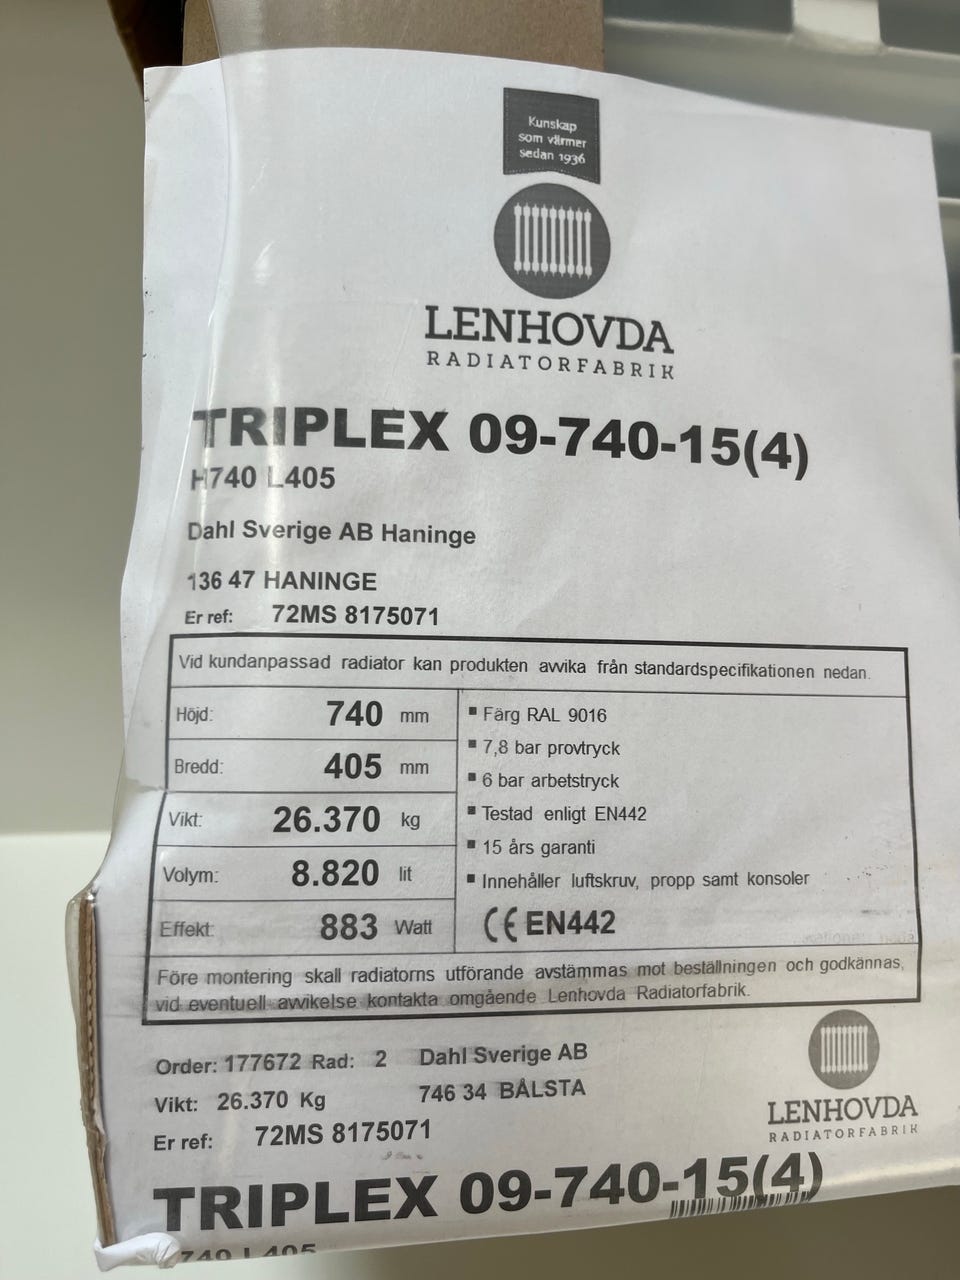 Kunskap
som värmer
sedan 1936
LENHOVDA
RADIATORFABRIK
TRIPLEX 09-740-15(4)
H740 L405
Dahl Sverige AB Haninge
136 47 HANINGE
Er ref: 72MS 8175071
Vid kundanpassad radiator kan produkten avvika från standardspecifikationen nedan.
Höjd: 740 mm
Bredd: 405 mm
Vikt: 26.370 kg
Volym: 8.820 lit
Effekt: 883 Watt
▪ Färg RAL 9016
▪ 7,8 bar provtryck
▪ 6 bar arbetstryck
▪ Testad enligt EN442
▪ 15 års garanti
▪ Innehåller luftskruv, propp samt konsoler
CE EN442
Före montering skall radiatorns utförande avstämmas mot beställningen och godkännas,
vid eventuell avvikelse kontakta omgående Lenhovda Radiatorfabrik.
Order: 177672 Rad: 2 Dahl Sverige AB
Vikt: 26.370 Kg 746 34 BÅLSTA
Er ref: 72MS 8175071
LENHOVDA
RADIATORFABRIK
TRIPLEX 09-740-15(4)
740 L405